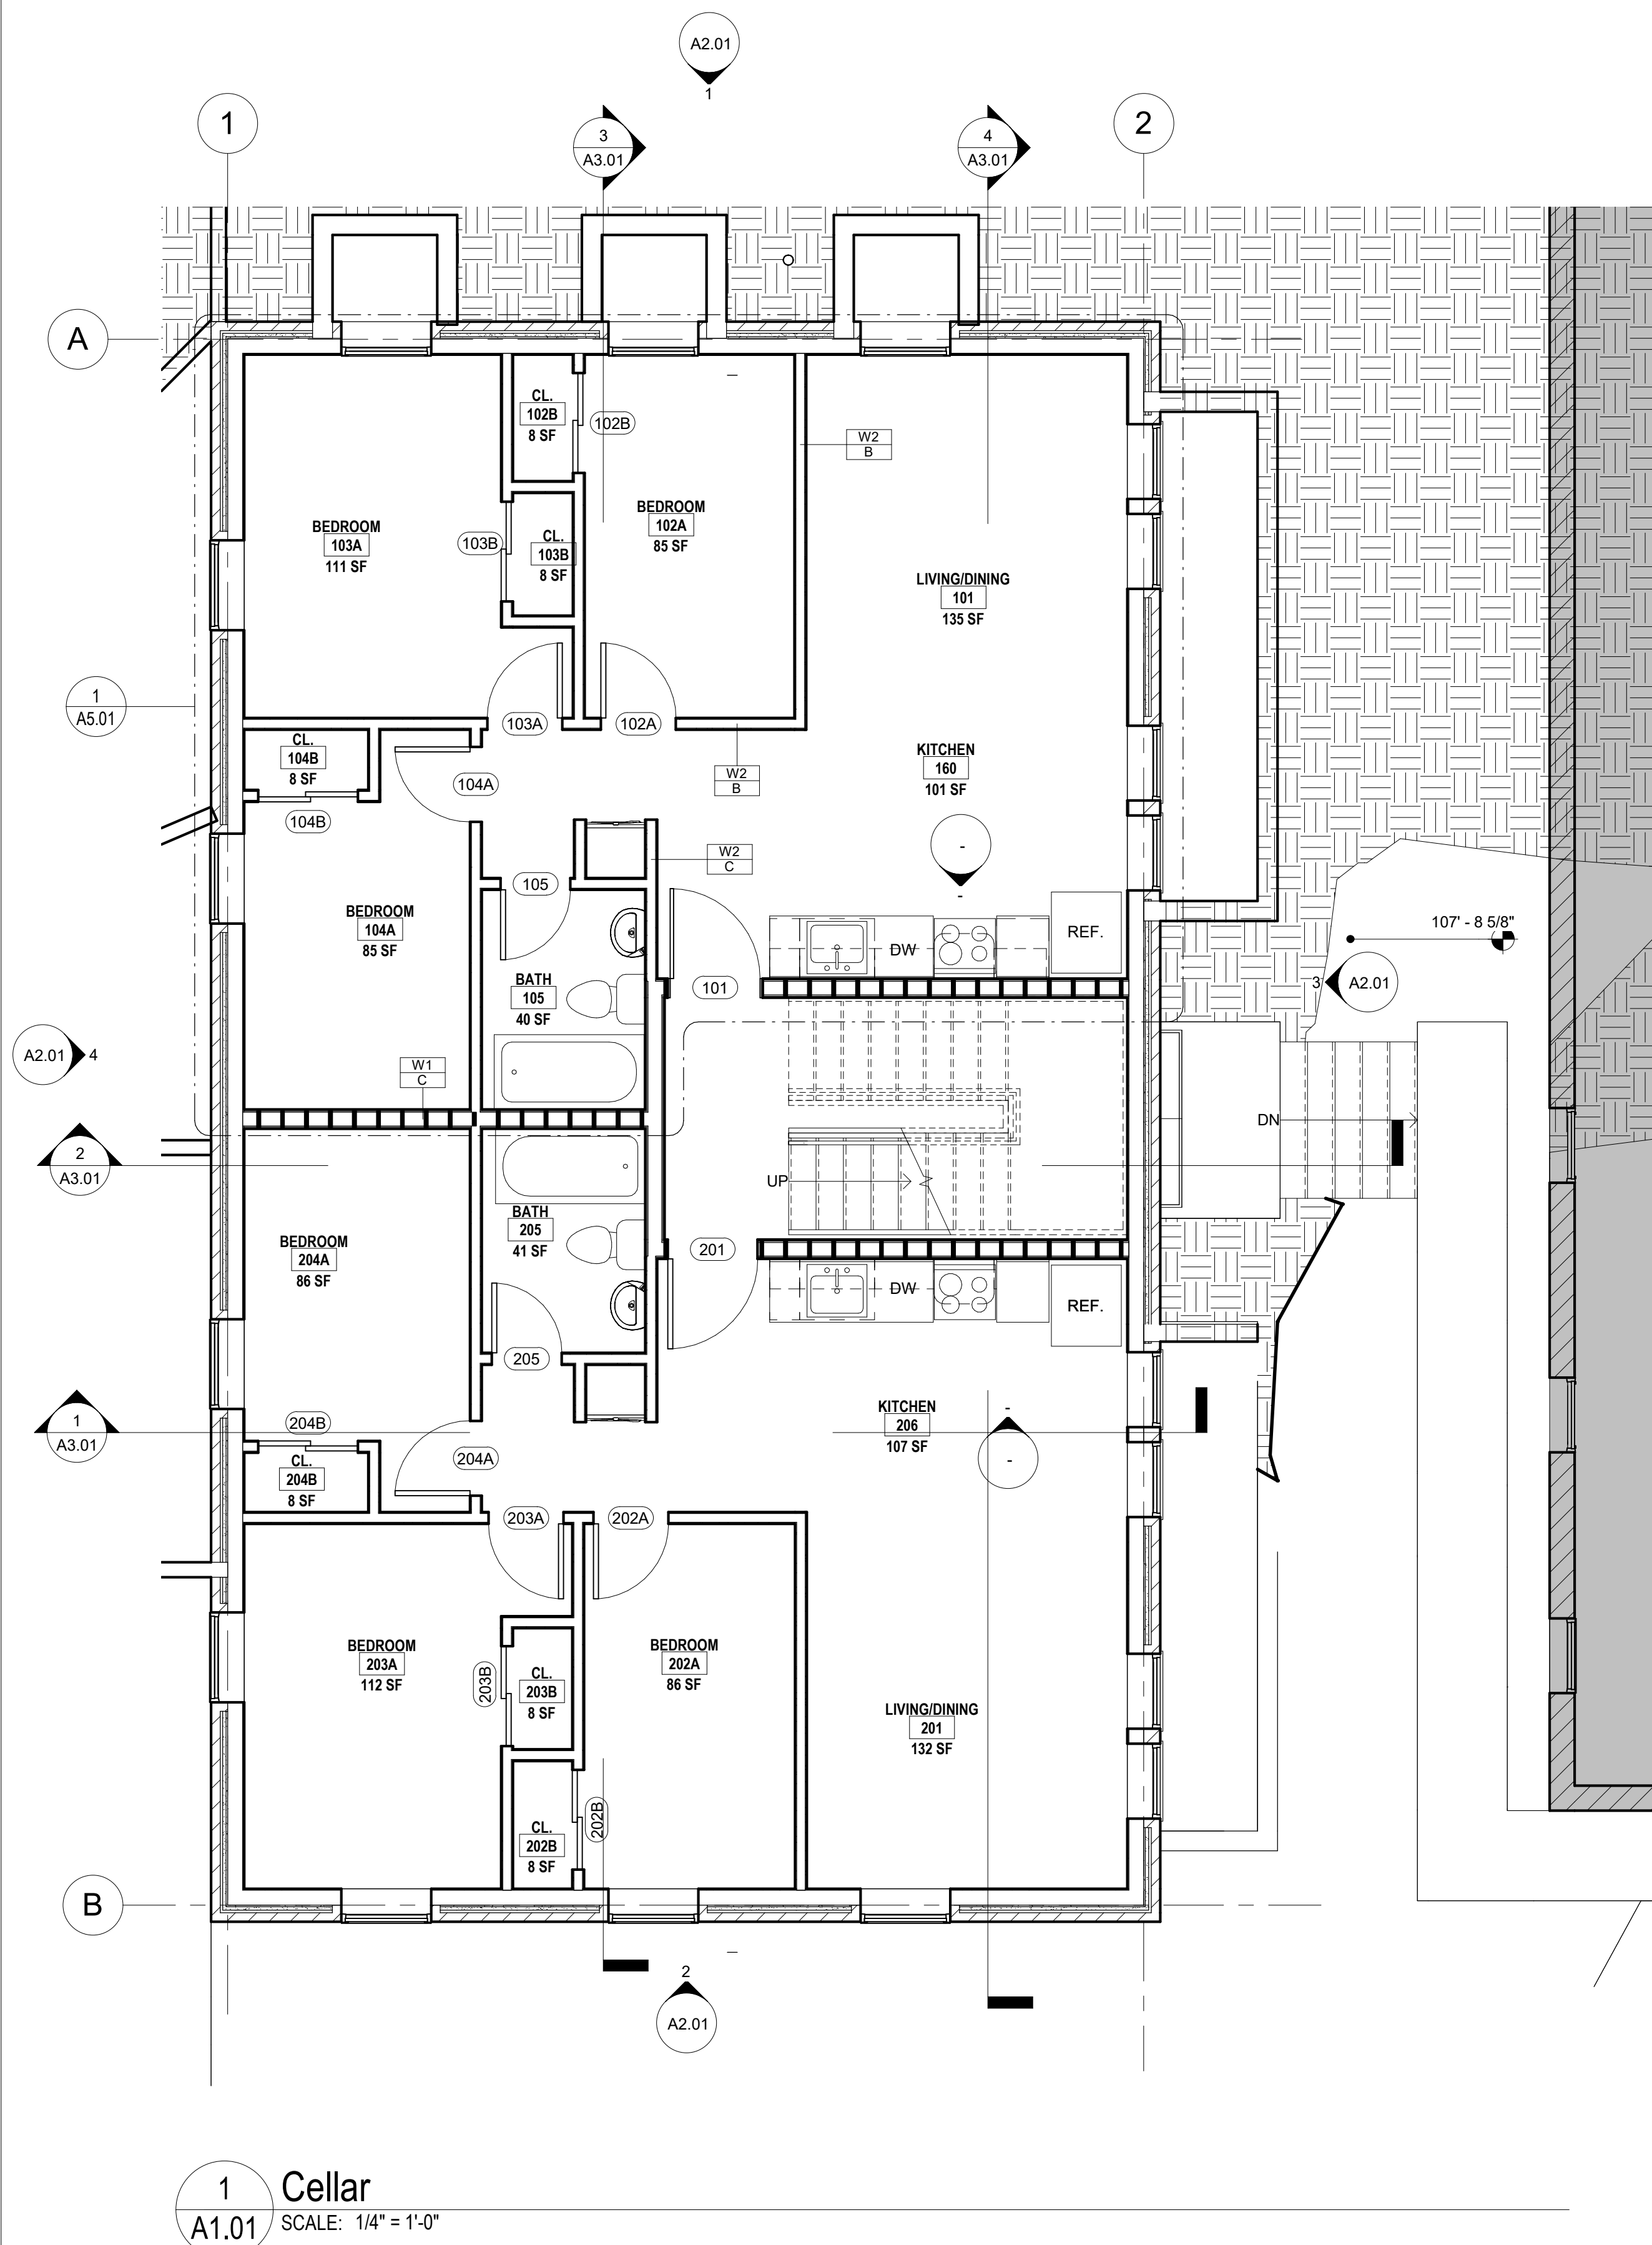 A2.01
1
1
2
3
A3.01
4
A3.01
A
CL.
102B
8 SF
102B
W2
B
BEDROOM
102A
85 SF
BEDROOM
103A
111 SF
103B
CL.
103B
8 SF
LIVING/DINING
101
135 SF
1
A5.01
103A
102A
CL.
104B
8 SF
104A
W2
B
KITCHEN
160
101 SF
104B
W2
C
-
-
105
BEDROOM
104A
85 SF
DW
REF.
107' - 8 5/8"
BATH
105
40 SF
101
3
A2.01
A2.01
4
W1
C
DN
2
A3.01
UP
BATH
205
41 SF
BEDROOM
204A
86 SF
201
DW
REF.
205
1
A3.01
204B
KITCHEN
206
107 SF
-
-
CL.
204B
8 SF
204A
203A
202A
BEDROOM
203A
112 SF
203B
CL.
203B
8 SF
BEDROOM
202A
86 SF
LIVING/DINING
201
132 SF
CL.
202B
8 SF
202B
B
2
A2.01
1
A1.01
Cellar
SCALE: 1/4" = 1'-0"